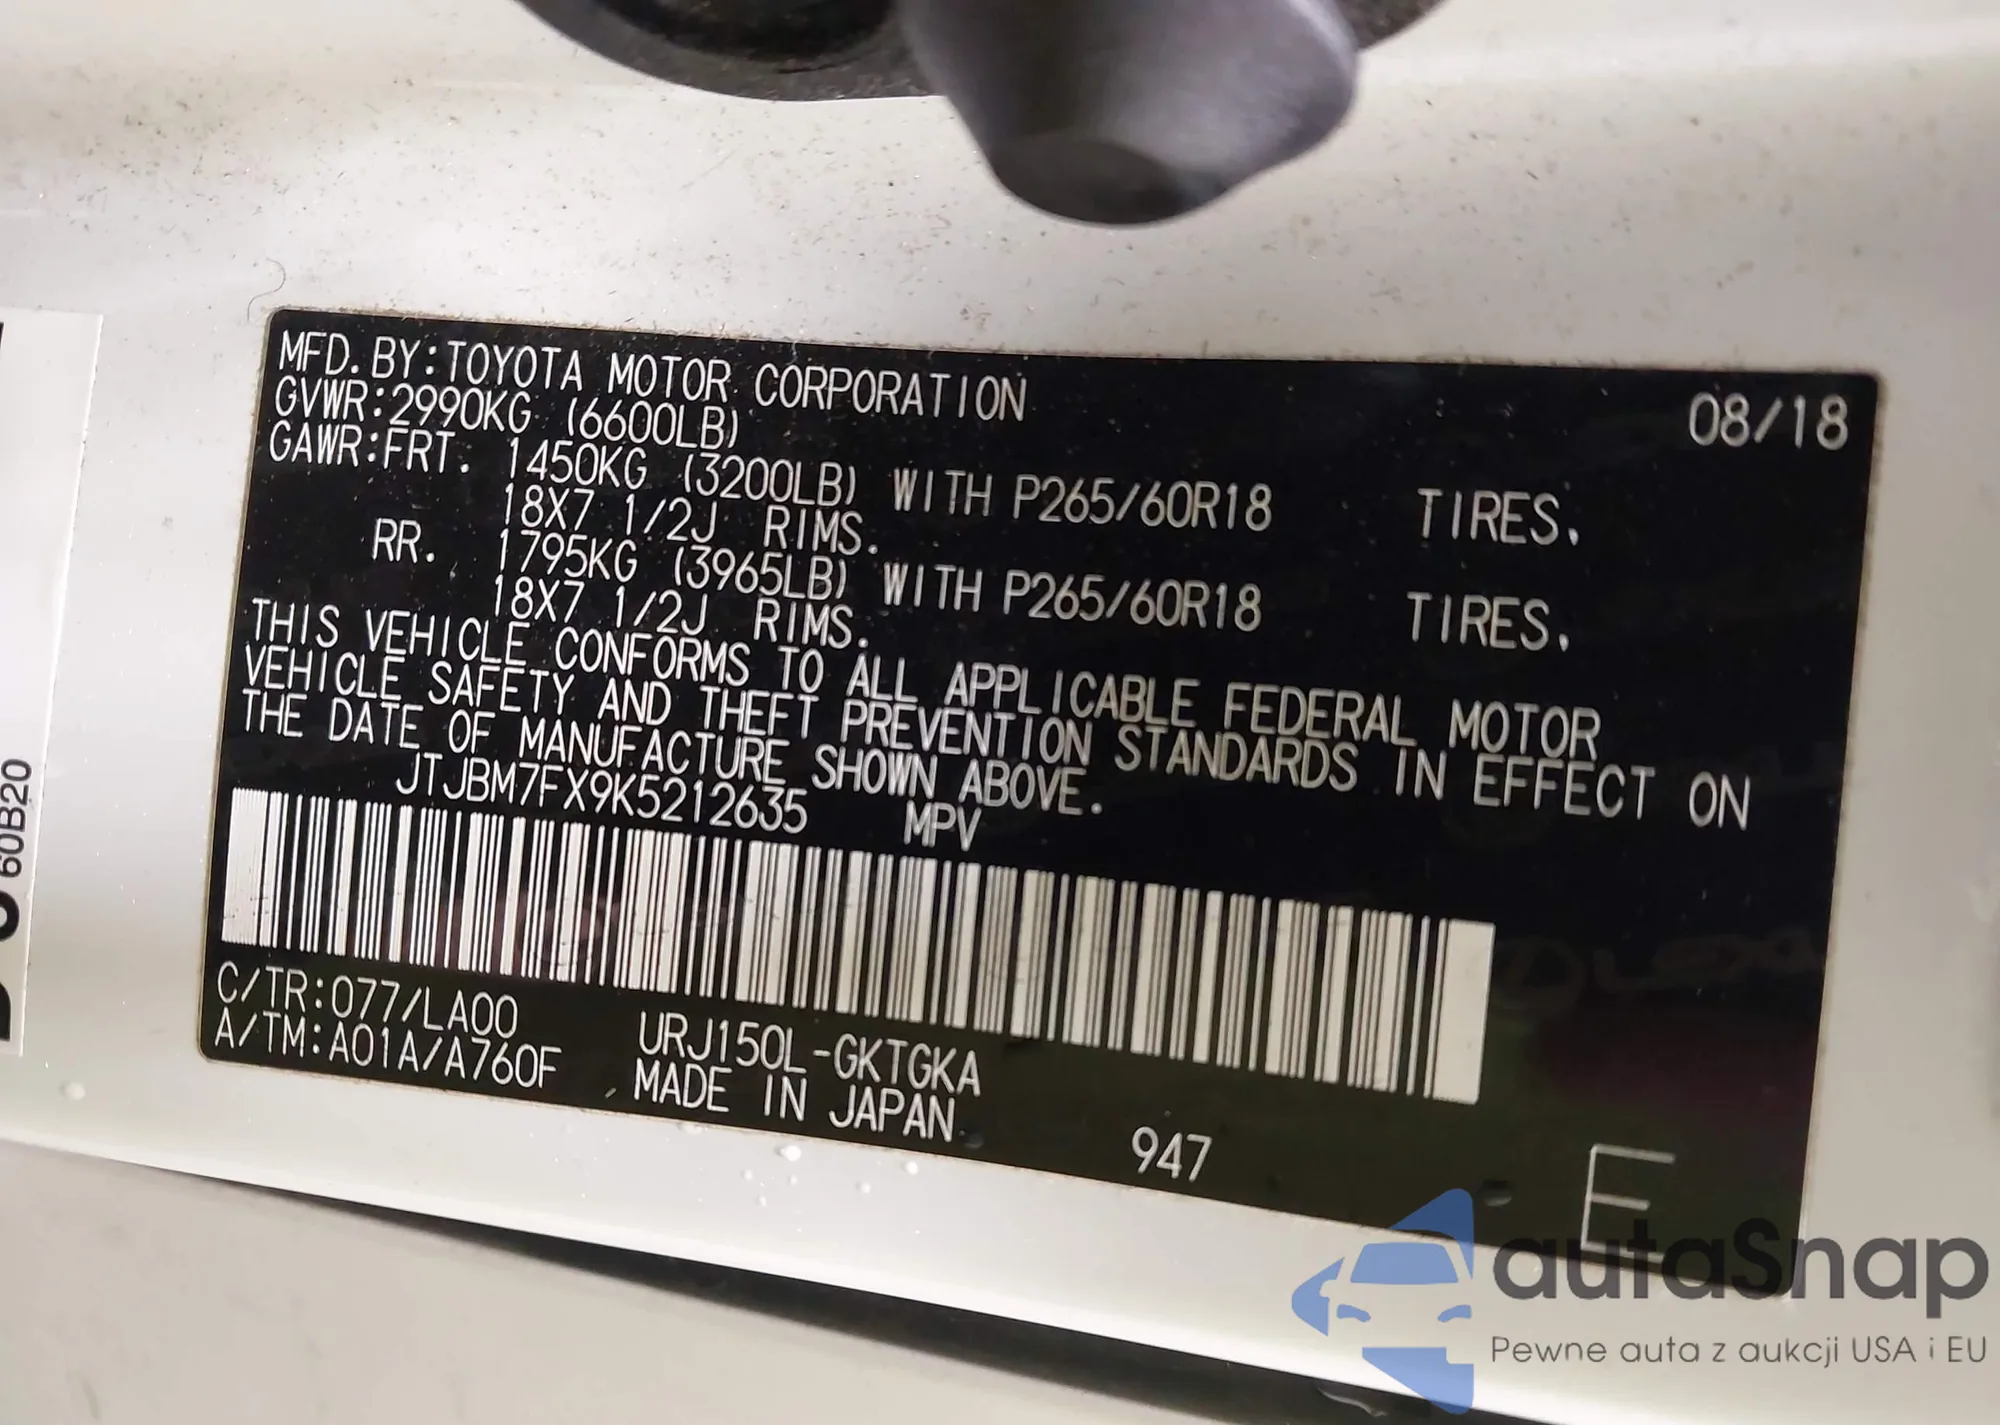 MFD. BY: TOYOTA MOTOR CORPORATION 08/18
GVWR: 2990KG (6600LB)
GAWR: FRT. 1450KG (3200LB) WITH P265/60R18 TIRES,
18X7 1/2J RIMS.
RR. 1795KG (3965LB) WITH P265/60R18 TIRES,
18X7 1/2J RIMS.
THIS VEHICLE CONFORMS TO ALL APPLICABLE FEDERAL MOTOR
VEHICLE SAFETY AND THEFT PREVENTION STANDARDS IN EFFECT ON
THE DATE OF MANUFACTURE SHOWN ABOVE.
JTJBM7FX9K5212635 MPV
C/TR: 077/LA00 URJ150L-GKTGKA
A/TM: A01A/A760F MADE IN JAPAN
947
E
60B20
autaSnap
Pewne auta z aukcji USA i EU